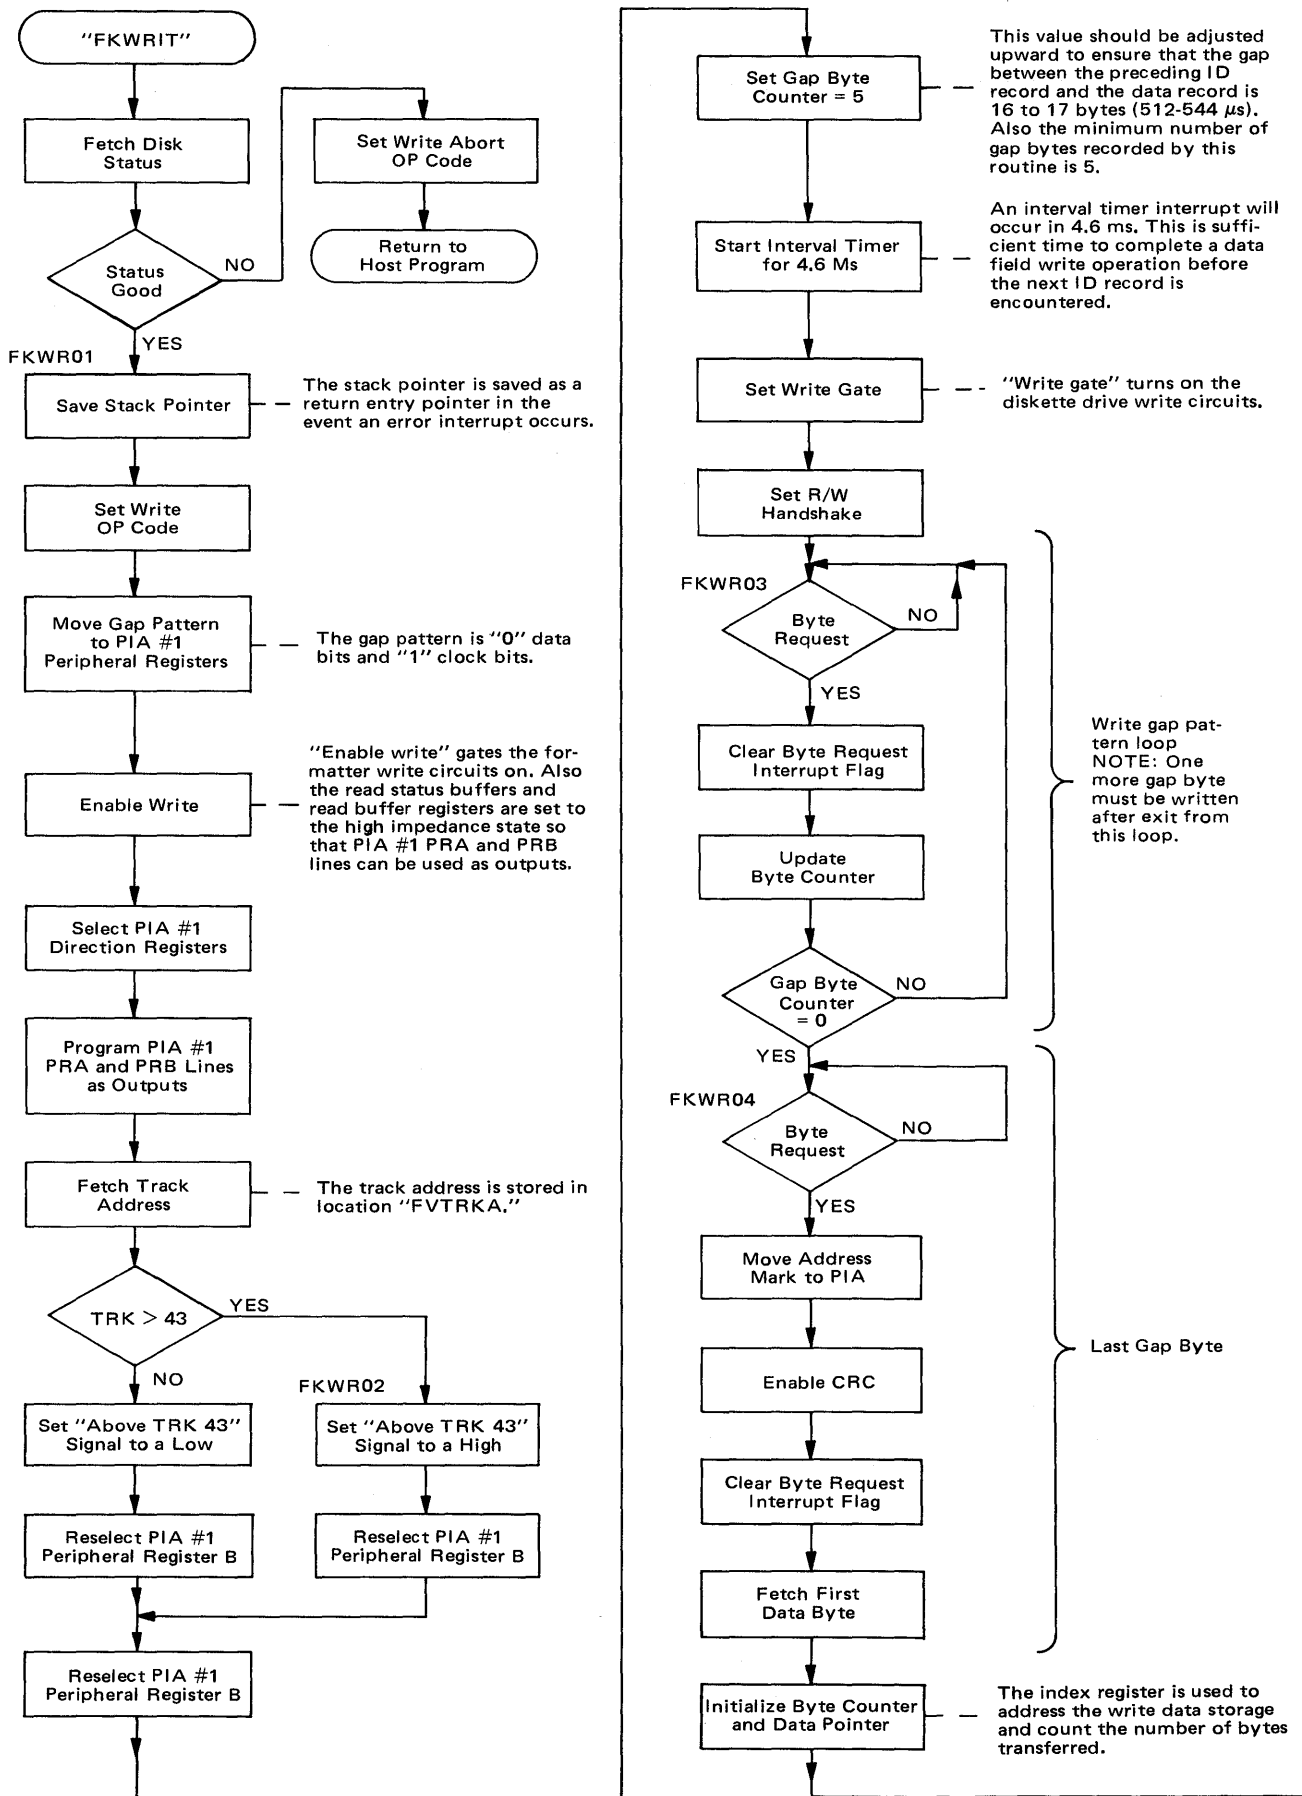 "FKWRIT"
Fetch Disk
Status
Status
Good
NO
Set Write Abort
OP Code
Return to
Host Program
YES
FKWR01
Save Stack Pointer
The stack pointer is saved as a
return entry pointer in the
event an error interrupt occurs.
Set Write
OP Code
Move Gap Pattern
to PIA #1
Peripheral Registers
The gap pattern is "0" data
bits and "1" clock bits.
Enable Write
"Enable write" gates the for-
matter write circuits on. Also
the read status buffers and
read buffer registers are set to
the high impedance state so
that PIA #1 PRA and PRB
lines can be used as outputs.
Select PIA #1
Direction Registers
Program PIA #1
PRA and PRB Lines
as Outputs
Fetch Track
Address
The track address is stored in
location "FVTRKA."
TRK > 43
YES
NO
FKWR02
Set "Above TRK 43"
Signal to a Low
Set "Above TRK 43"
Signal to a High
Reselect PIA #1
Peripheral Register B
Reselect PIA #1
Peripheral Register B
Reselect PIA #1
Peripheral Register B
Set Gap Byte
Counter = 5
This value should be adjusted
upward to ensure that the gap
between the preceding ID
record and the data record is
16 to 17 bytes (512-544 μs).
Also the minimum number of
gap bytes recorded by this
routine is 5.
Start Interval Timer
for 4.6 Ms
An interval timer interrupt will
occur in 4.6 ms. This is suffi-
cient time to complete a data
field write operation before
the next ID record is
encountered.
Set Write Gate
"Write gate" turns on the
diskette drive write circuits.
Set R/W
Handshake
FKWR03
Byte
Request
NO
YES
Clear Byte Request
Interrupt Flag
Update
Byte Counter
Gap Byte
Counter
= 0
NO
YES
Write gap pat-
tern loop
NOTE: One
more gap byte
must be written
after exit from
this loop.
FKWR04
Byte
Request
NO
YES
Move Address
Mark to PIA
Enable CRC
Clear Byte Request
Interrupt Flag
Fetch First
Data Byte
Last Gap Byte
Initialize Byte Counter
and Data Pointer
The index register is used to
address the write data storage
and count the number of bytes
transferred.